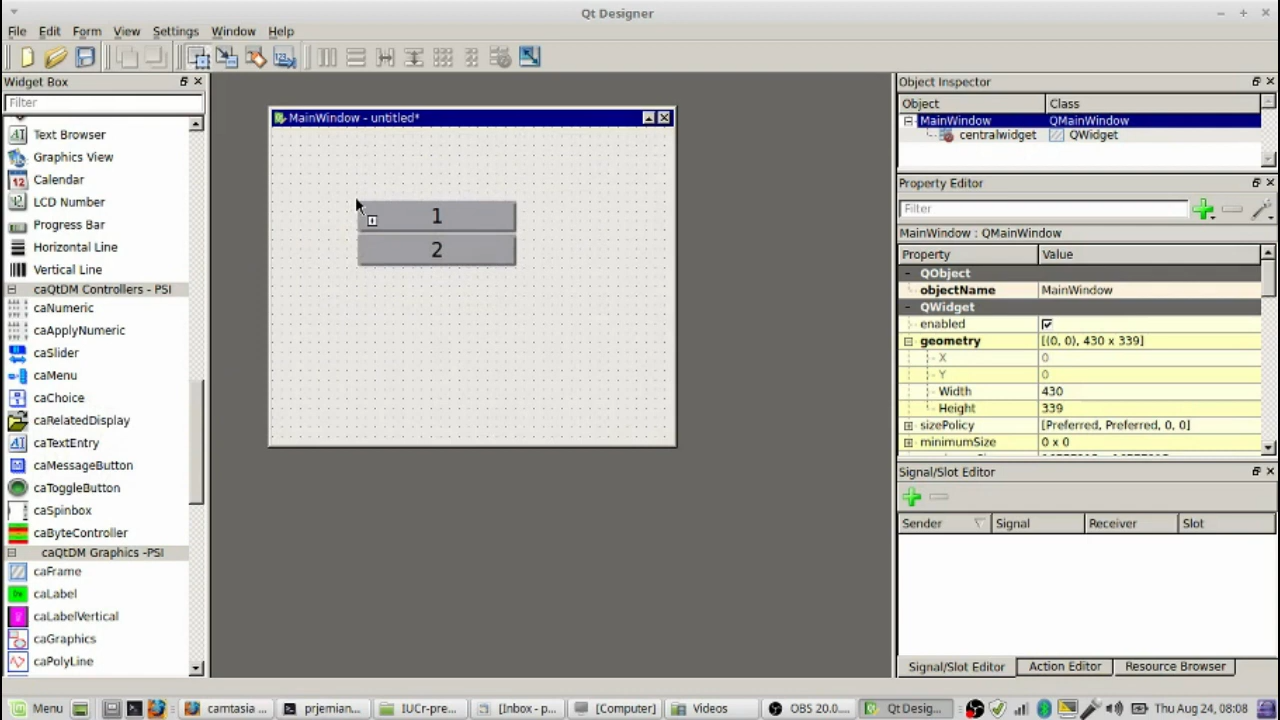 Qt Designer
File Edit Form View Settings Window Help
Widget Box
Filter
Text Browser
Graphics View
Calendar
LCD Number
Progress Bar
Horizontal Line
Vertical Line
caQtDM Controllers - PSI
caNumeric
caApplyNumeric
caSlider
caMenu
caChoice
caRelatedDisplay
caTextEntry
caMessageButton
caToggleButton
caSpinbox
caByteController
caQtDM Graphics -PSI
caFrame
caLabel
caLabelVertical
caGraphics
caPolyLine
MainWindow - untitled*
1
2
Object Inspector
Object Class
MainWindow QMainWindow
centralwidget QWidget
Property Editor
Filter
MainWindow : QMainWindow
Property Value
QObject
objectName MainWindow
QWidget
enabled
geometry [(0, 0), 430 x 339]
X 0
Y 0
Width 430
Height 339
sizePolicy [Preferred, Preferred, 0, 0]
minimumSize 0 x 0
Signal/Slot Editor
Sender Signal Receiver Slot
Signal/Slot Editor Action Editor Resource Browser
Menu camtasia ... prjemian... IUCr-pre... [Inbox - p... [Computer] Videos OBS 20.0.... Qt Desig... Thu Aug 24, 08:08